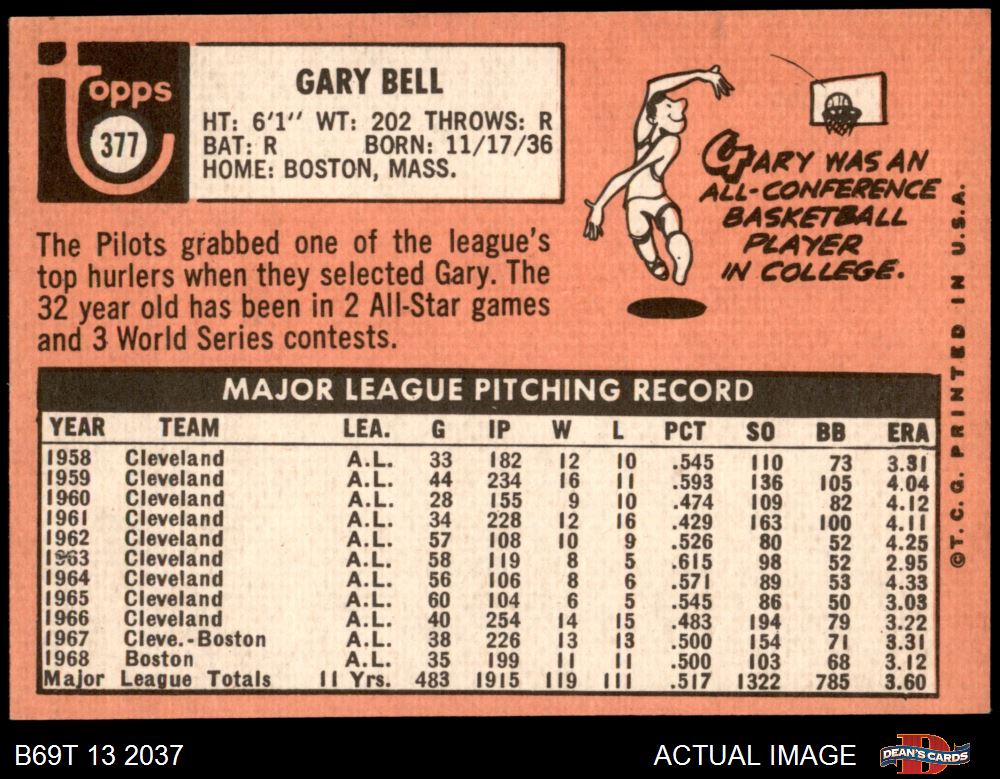 Topps
377
GARY BELL
HT: 6'1" WT: 202 THROWS: R
BAT: R BORN: 11/17/36
HOME: BOSTON, MASS.
GARY WAS AN
ALL-CONFERENCE
BASKETBALL
PLAYER
IN COLLEGE.
The Pilots grabbed one of the league's
top hurlers when they selected Gary. The
32 year old has been in 2 All-Star games
and 3 World Series contests.
MAJOR LEAGUE PITCHING RECORD
YEAR TEAM LEA. G IP W L PCT SO BB ERA
1958 Cleveland A.L. 33 182 12 10 .545 110 73 3.31
1959 Cleveland A.L. 44 234 16 11 .593 136 105 4.04
1960 Cleveland A.L. 28 155 9 10 .474 109 82 4.12
1961 Cleveland A.L. 34 228 12 16 .429 163 100 4.11
1962 Cleveland A.L. 57 108 10 9 .526 80 52 4.25
1963 Cleveland A.L. 58 119 8 5 .615 98 52 2.95
1964 Cleveland A.L. 56 106 8 6 .571 89 53 4.33
1965 Cleveland A.L. 60 104 6 5 .545 86 50 3.03
1966 Cleveland A.L. 40 254 14 15 .483 194 79 3.22
1967 Cleve.-Boston A.L. 38 226 13 13 .500 154 71 3.31
1968 Boston A.L. 35 199 11 11 .500 103 68 3.12
Major League Totals 11 Yrs. 483 1915 119 111 .517 1322 785 3.60
©T.C.G. PRINTED IN U.S.A.
B69T 13 2037
ACTUAL IMAGE
DEAN'S CARDS